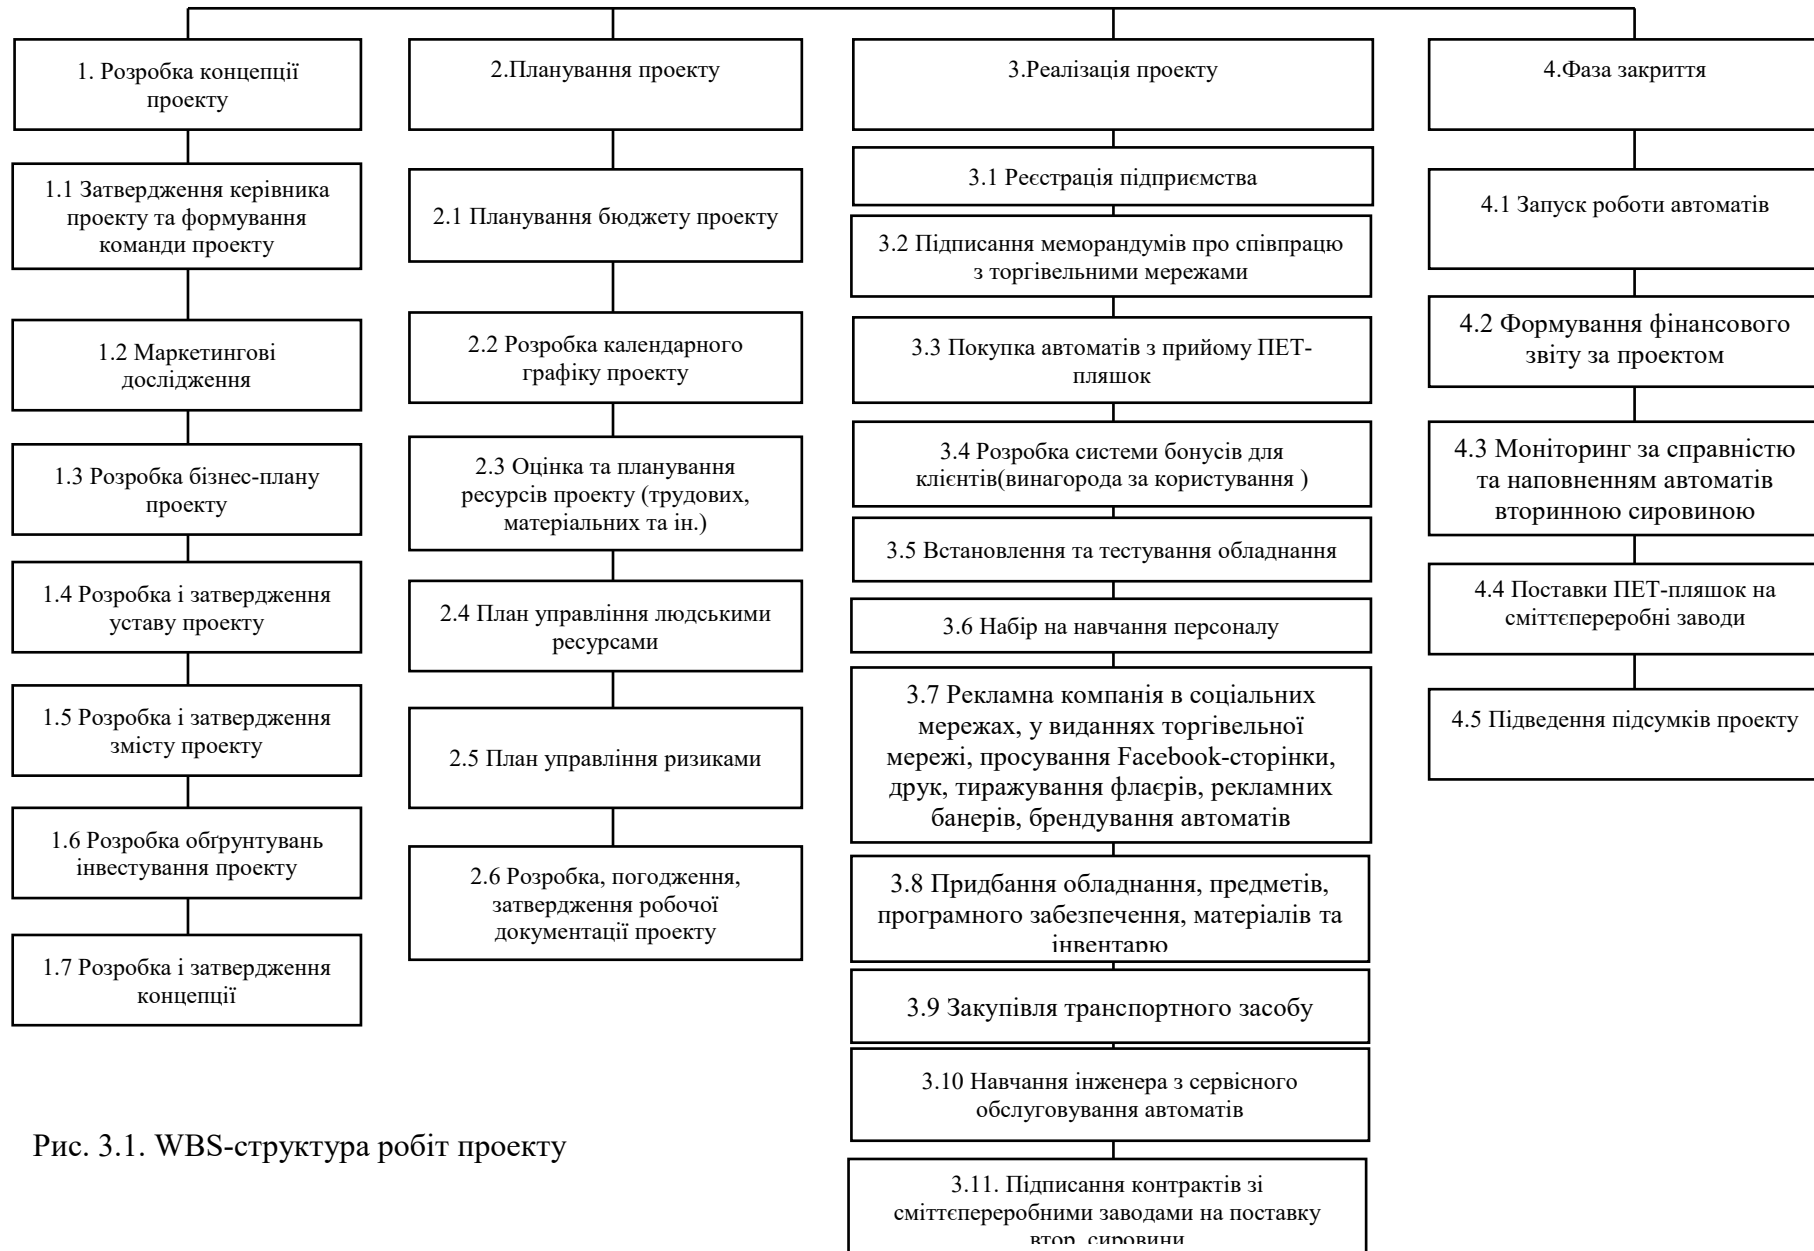 1. Розробка концепції
проекту
1.1 Затвердження керівника
проекту та формування
команди проекту
1.2 Маркетингові
дослідження
1.3 Розробка бізнес-плану
проекту
1.4 Розробка і затвердження
уставу проекту
1.5 Розробка і затвердження
змісту проекту
1.6 Розробка обґрунтувань
інвестування проекту
1.7 Розробка і затвердження
концепції
2.Планування проекту
2.1 Планування бюджету проекту
2.2 Розробка календарного
графіку проекту
2.3 Оцінка та планування
ресурсів проекту (трудових,
матеріальних та ін.)
2.4 План управління людськими
ресурсами
2.5 План управління ризиками
2.6 Розробка, погодження,
затвердження робочої
документації проекту
3.Реалізація проекту
3.1 Реєстрація підприємства
3.2 Підписання меморандумів про співпрацю
з торгівельними мережами
3.3 Покупка автоматів з прийому ПЕТ-
пляшок
3.4 Розробка системи бонусів для
клієнтів(винагорода за користування )
3.5 Встановлення та тестування обладнання
3.6 Набір на навчання персоналу
3.7 Рекламна компанія в соціальних
мережах, у виданнях торгівельної
мережі, просування Facebook-сторінки,
друк, тиражування флаєрів, рекламних
банерів, брендування автоматів
3.8 Придбання обладнання, предметів,
програмного забезпечення, матеріалів та
інвентарю
3.9 Закупівля транспортного засобу
3.10 Навчання інженера з сервісного
обслуговування автоматів
3.11. Підписання контрактів зі
сміттєпереробними заводами на поставку
втор. сировини
4.Фаза закриття
4.1 Запуск роботи автоматів
4.2 Формування фінансового
звіту за проектом
4.3 Моніторинг за справністю
та наповненням автоматів
вторинною сировиною
4.4 Поставки ПЕТ-пляшок на
сміттєпереробні заводи
4.5 Підведення підсумків проекту
Рис. 3.1. WBS-структура робіт проекту